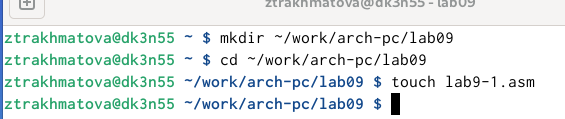 ztrakhmatova@dk3n55 - lab09
ztrakhmatova@dk3n55 ~ $ mkdir ~/work/arch-pc/lab09
ztrakhmatova@dk3n55 ~ $ cd ~/work/arch-pc/lab09
ztrakhmatova@dk3n55 ~/work/arch-pc/lab09 $ touch lab9-1.asm
ztrakhmatova@dk3n55 ~/work/arch-pc/lab09 $